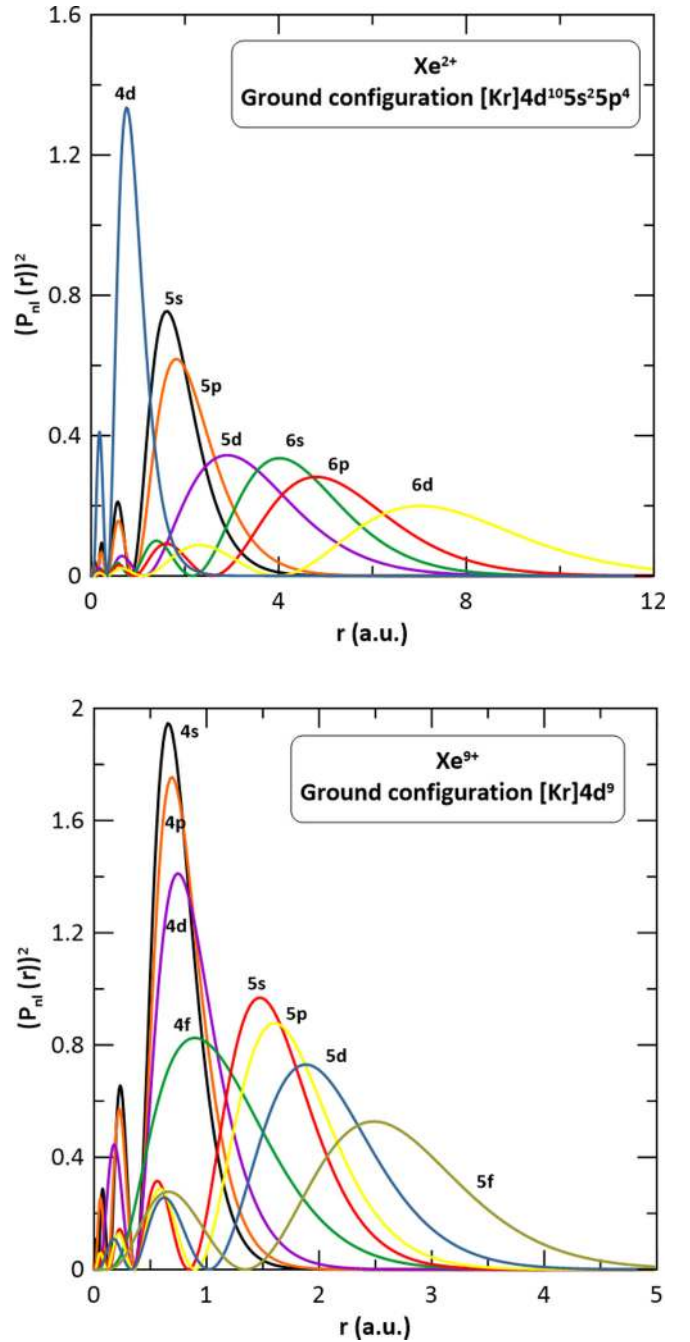 1.6
Xe²⁺
Ground configuration [Kr]4d¹⁰5s²5p⁴
4d
1.2
(Pₙₗ (r))²
0.8
5s
5p
0.4
5d
6s
6p
6d
0
0
4
8
12
r (a.u.)
2
4s
Xe⁹⁺
Ground configuration [Kr]4d⁹
1.6
4p
1.2
4d
(Pₙₗ (r))²
5s
5p
4f
5d
0.8
0.4
5f
0
0
1
2
3
4
5
r (a.u.)